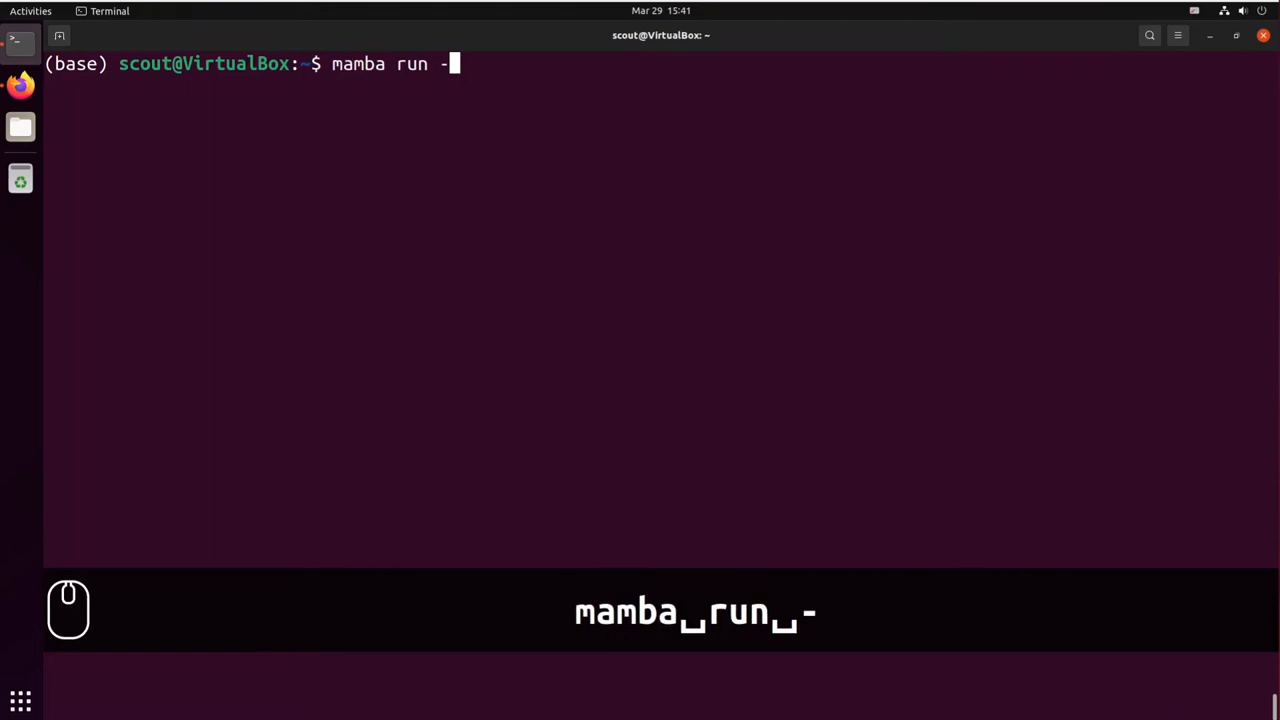 Activities
Terminal
Mar 29 15:41
scout@VirtualBox: ~
(base) scout@VirtualBox:~$ mamba run -
mamba␣run␣-